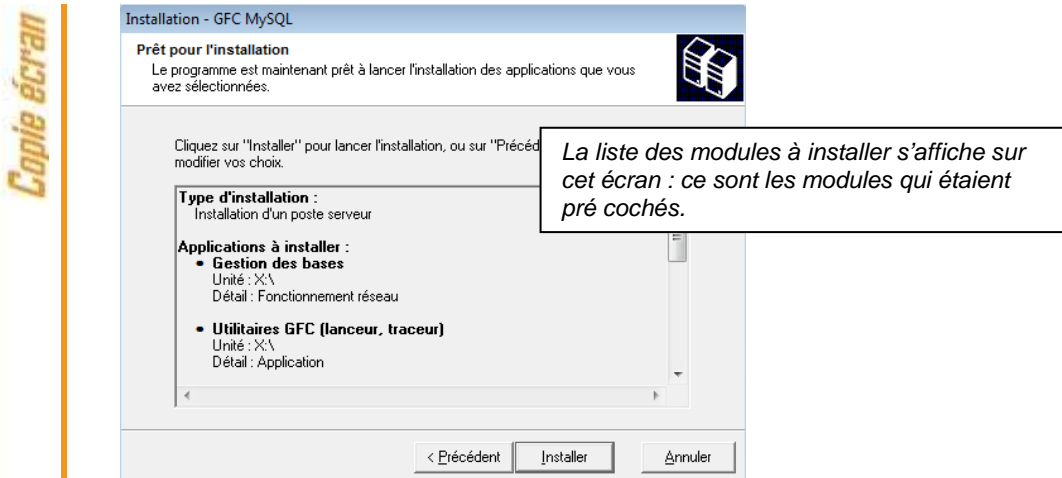 Copie écran
Installation - GFC MySQL
Prêt pour l'installation
Le programme est maintenant prêt à lancer l'installation des applications que vous
avez sélectionnées.
Cliquez sur "Installer" pour lancer l'installation, ou sur "Précéd
modifier vos choix.
La liste des modules à installer s’affiche sur
cet écran : ce sont les modules qui étaient
pré cochés.
Type d'installation :
Installation d'un poste serveur
Applications à installer :
• Gestion des bases
Unité : X:\
Détail : Fonctionnement réseau
• Utilitaires GFC (lanceur, traceur)
Unité : X:\
Détail : Application
< Précédent
Installer
Annuler